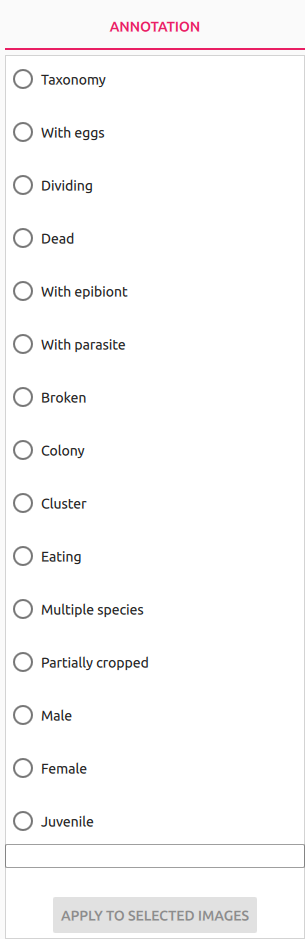 ANNOTATION
Taxonomy
With eggs
Dividing
Dead
With epibiont
With parasite
Broken
Colony
Cluster
Eating
Multiple species
Partially cropped
Male
Female
Juvenile
APPLY TO SELECTED IMAGES